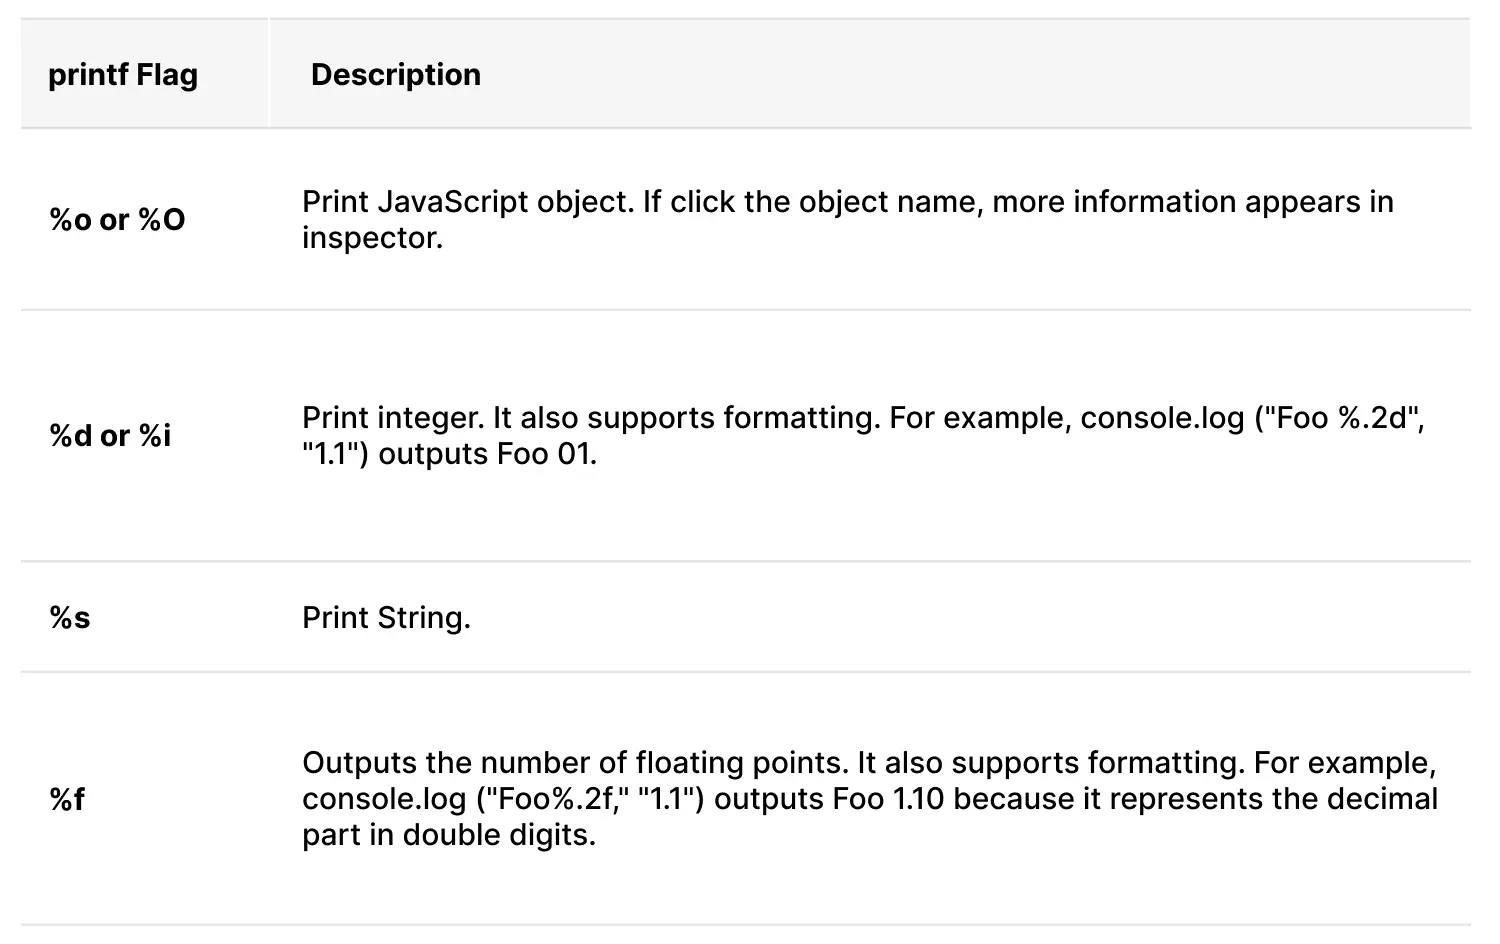 printf Flag Description
%o or %O
Print JavaScript object. If click the object name, more information appears in
inspector.
%d or %i
Print integer. It also supports formatting. For example, console.log ("Foo %.2d",
"1.1") outputs Foo 01.
%s Print String.
%f
Outputs the number of floating points. It also supports formatting. For example,
console.log ("Foo%.2f," "1.1") outputs Foo 1.10 because it represents the decimal
part in double digits.